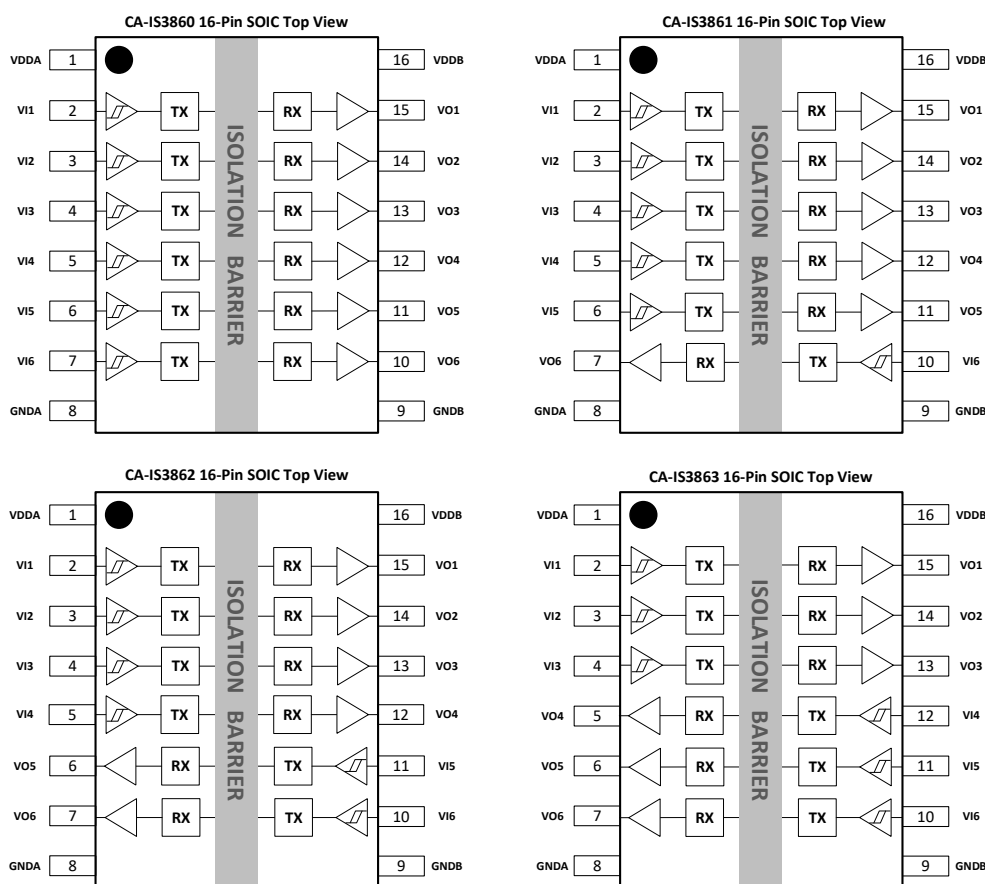 CA-IS3860 16-Pin SOIC Top View
VDDA 1 16 VDDB
VI1 2 TX RX 15 VO1
VI2 3 TX RX 14 VO2
VI3 4 TX RX 13 VO3
VI4 5 TX RX 12 VO4
VI5 6 TX RX 11 VO5
VI6 7 TX RX 10 VO6
GNDA 8 9 GNDB
ISOLATION BARRIER
CA-IS3861 16-Pin SOIC Top View
VDDA 1 16 VDDB
VI1 2 TX RX 15 VO1
VI2 3 TX RX 14 VO2
VI3 4 TX RX 13 VO3
VI4 5 TX RX 12 VO4
VI5 6 TX RX 11 VO5
VO6 7 RX TX 10 VI6
GNDA 8 9 GNDB
ISOLATION BARRIER
CA-IS3862 16-Pin SOIC Top View
VDDA 1 16 VDDB
VI1 2 TX RX 15 VO1
VI2 3 TX RX 14 VO2
VI3 4 TX RX 13 VO3
VI4 5 TX RX 12 VO4
VO5 6 RX TX 11 VI5
VO6 7 RX TX 10 VI6
GNDA 8 9 GNDB
ISOLATION BARRIER
CA-IS3863 16-Pin SOIC Top View
VDDA 1 16 VDDB
VI1 2 TX RX 15 VO1
VI2 3 TX RX 14 VO2
VI3 4 TX RX 13 VO3
VO4 5 RX TX 12 VI4
VO5 6 RX TX 11 VI5
VO6 7 RX TX 10 VI6
GNDA 8 9 GNDB
ISOLATION BARRIER